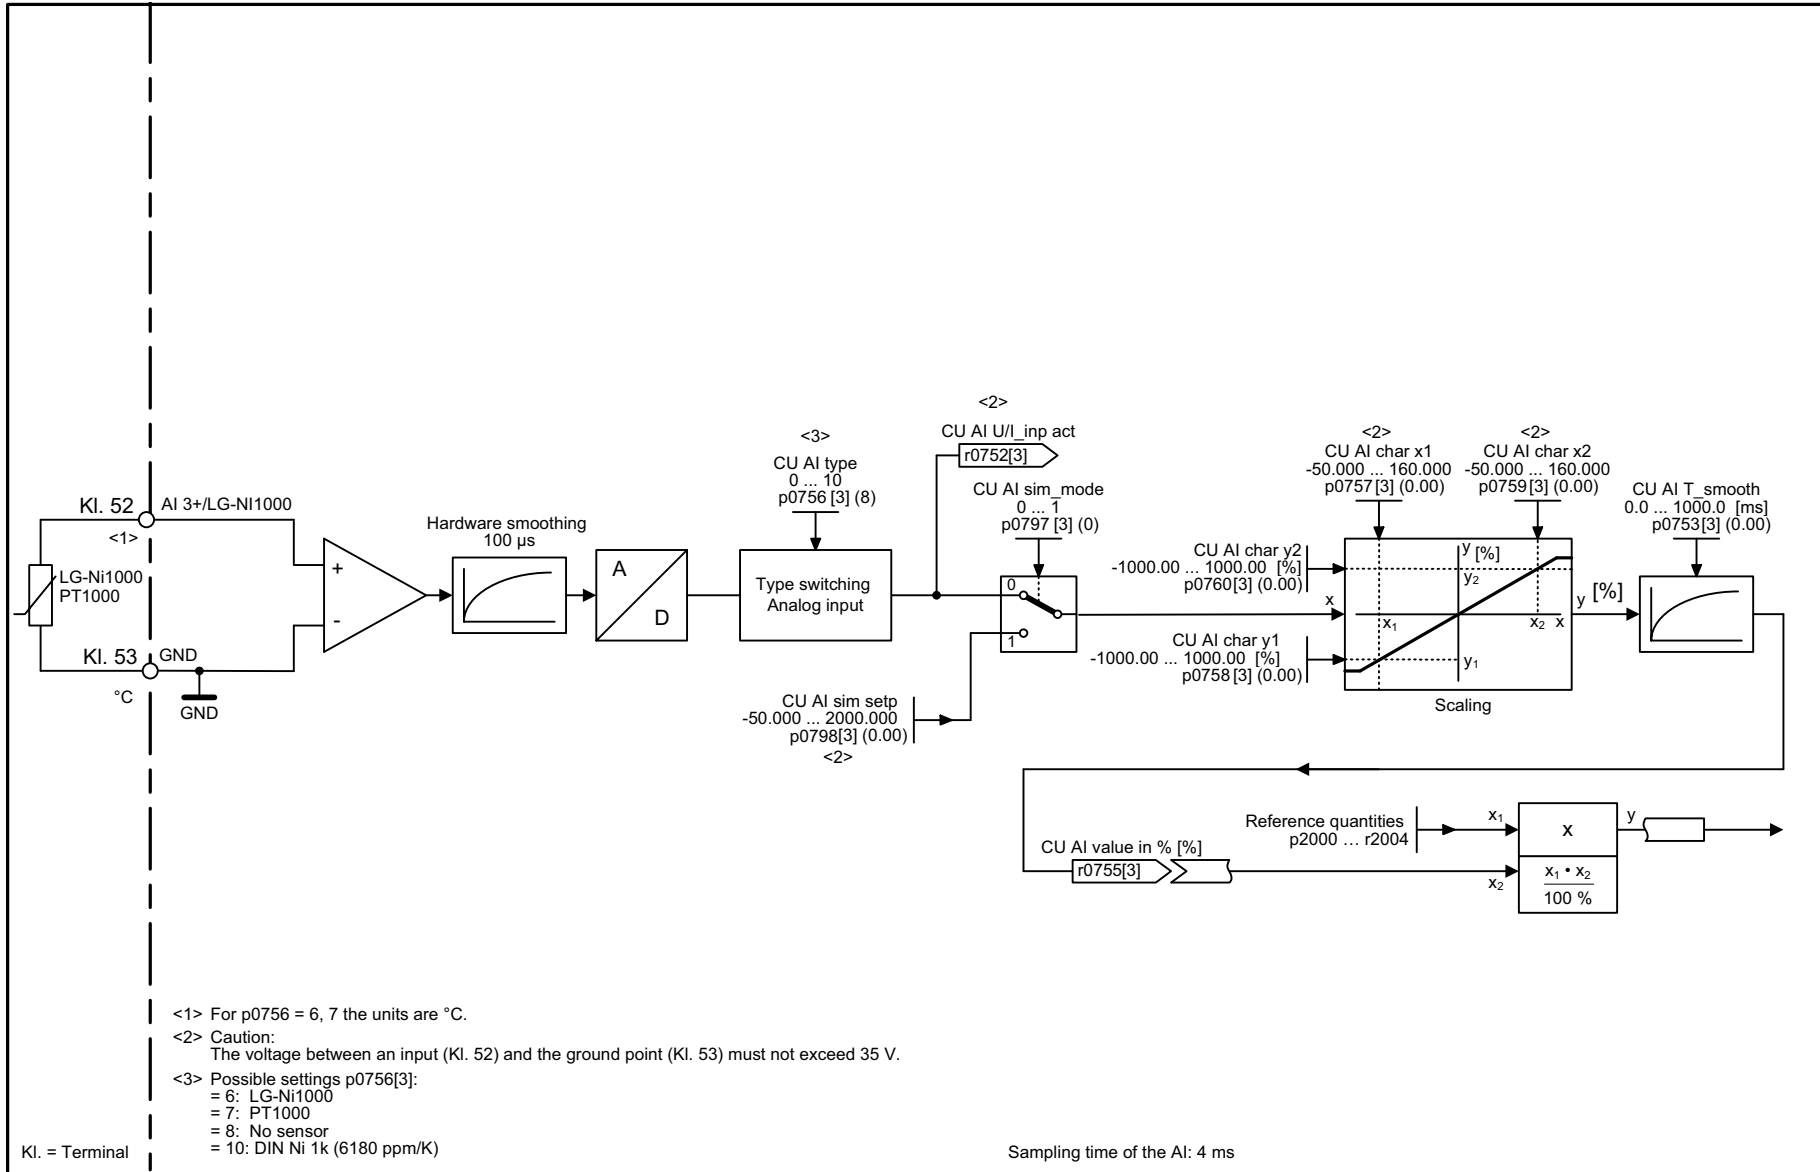 <2>
CU AI U/I_inp act
r0752[3]
<3>
CU AI type
0 ... 10
p0756 [3] (8)
<2>
CU AI char x1
-50.000 ... 160.000
p0757[3] (0.00)
<2>
CU AI char x2
-50.000 ... 160.000
p0759[3] (0.00)
CU AI sim_mode
0 ... 1
p0797 [3] (0)
CU AI T_smooth
0.0 ... 1000.0 [ms]
p0753[3] (0.00)
Kl. 52
AI 3+/LG-NI1000
<1>
LG-Ni1000
PT1000
Kl. 53
GND
°C
GND
+
-
Hardware smoothing
100 µs
A
D
Type switching
Analog input
0
1
CU AI sim setp
-50.000 ... 2000.000
p0798[3] (0.00)
<2>
CU AI char y2
-1000.00 ... 1000.00 [%]
p0760[3] (0.00)
x
CU AI char y1
-1000.00 ... 1000.00 [%]
p0758 [3] (0.00)
y [%]
y2
x1
x2 x
y1
Scaling
y [%]
Reference quantities
p2000 … r2004
x1
x
y
CU AI value in % [%]
r0755[3]
x2
x1 • x2
100 %
<1> For p0756 = 6, 7 the units are °C.
<2> Caution:
The voltage between an input (Kl. 52) and the ground point (Kl. 53) must not exceed 35 V.
<3> Possible settings p0756[3]:
= 6: LG-Ni1000
= 7: PT1000
= 8: No sensor
= 10: DIN Ni 1k (6180 ppm/K)
Kl. = Terminal
Sampling time of the AI: 4 ms